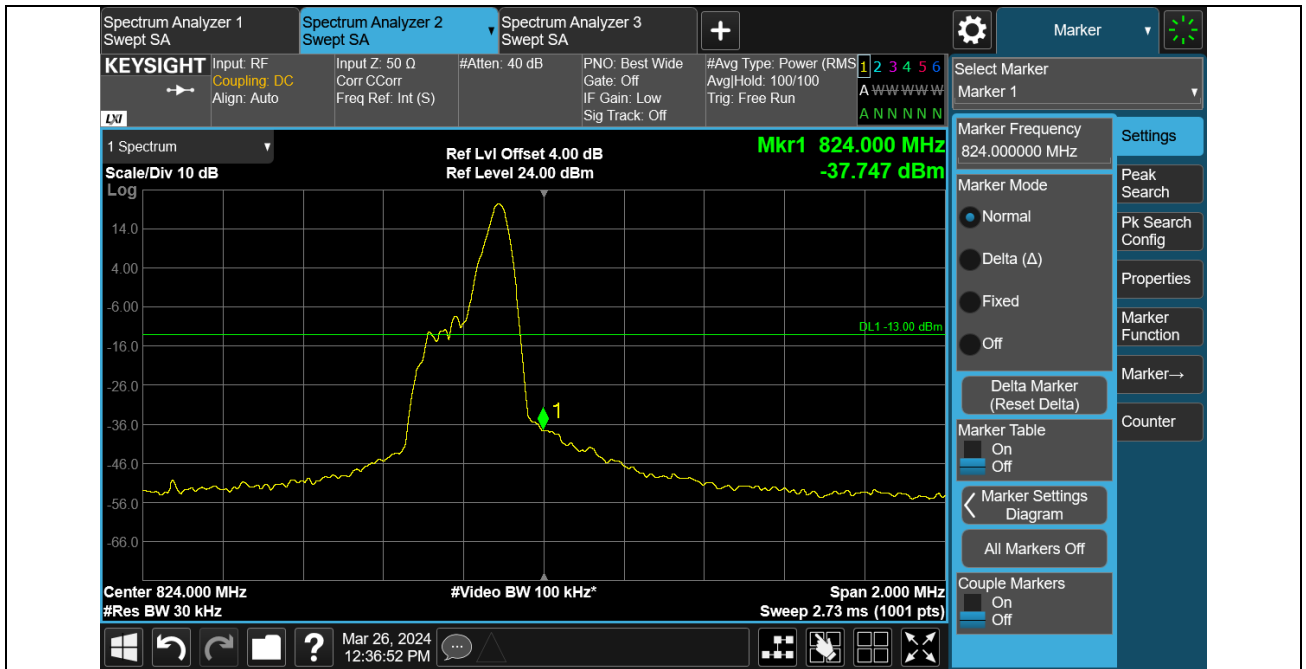 Spectrum Analyzer 1
Swept SA
Spectrum Analyzer 2
Swept SA
Spectrum Analyzer 3
Swept SA
+
Marker
KEYSIGHT
LXI
Input: RF
Coupling: DC
Align: Auto
Input Z: 50 Ω
Corr CCorr
Freq Ref: Int (S)
#Atten: 40 dB
PNO: Best Wide
Gate: Off
IF Gain: Low
Sig Track: Off
#Avg Type: Power (RMS
Avg|Hold: 100/100
Trig: Free Run
1 2 3 4 5 6
A W W W W W
A N N N N N
Select Marker
Marker 1
1 Spectrum
Scale/Div 10 dB
Log
Ref Lvl Offset 4.00 dB
Ref Level 24.00 dBm
Mkr1 824.000 MHz
-37.747 dBm
14.0
4.00
-6.00
-16.0
-26.0
-36.0
-46.0
-56.0
-66.0
DL1 -13.00 dBm
1
Center 824.000 MHz
#Res BW 30 kHz
#Video BW 100 kHz*
Span 2.000 MHz
Sweep 2.73 ms (1001 pts)
Marker Frequency
824.000000 MHz
Marker Mode
Normal
Delta (Δ)
Fixed
Off
Delta Marker
(Reset Delta)
Marker Table
On
Off
Marker Settings
Diagram
All Markers Off
Couple Markers
On
Off
Settings
Peak
Search
Pk Search
Config
Properties
Marker
Function
Marker→
Counter
?
Mar 26, 2024
12:36:52 PM